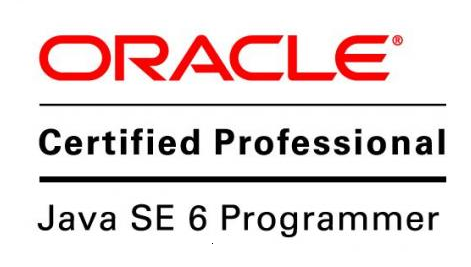 ORACLE®
Certified Professional
Java SE 6 Programmer